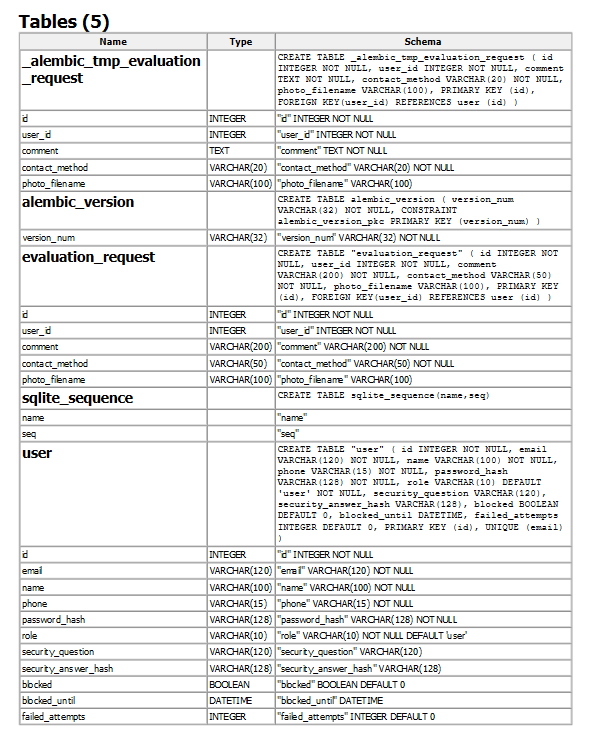 Tables (5)
Name Type Schema
_alembic_tmp_evaluation CREATE TABLE _alembic_tmp_evaluation_request ( id
_request INTEGER NOT NULL, user_id INTEGER NOT NULL, comment
TEXT NOT NULL, contact_method VARCHAR(20) NOT NULL,
photo_filename VARCHAR(100), PRIMARY KEY (id),
FOREIGN KEY(user_id) REFERENCES user (id) )
id INTEGER "id" INTEGER NOT NULL
user_id INTEGER "user_id" INTEGER NOT NULL
comment TEXT "comment" TEXT NOT NULL
contact_method VARCHAR(20) "contact_method" VARCHAR(20) NOT NULL
photo_filename VARCHAR(100) "photo_filename" VARCHAR(100)
alembic_version CREATE TABLE alembic_version ( version_num
VARCHAR(32) NOT NULL, CONSTRAINT
alembic_version_pkc PRIMARY KEY (version_num) )
version_num VARCHAR(32) "version_num" VARCHAR(32) NOT NULL
evaluation_request CREATE TABLE "evaluation_request" ( id INTEGER NOT
NULL, user_id INTEGER NOT NULL, comment
VARCHAR(200) NOT NULL, contact_method VARCHAR(50)
NOT NULL, photo_filename VARCHAR(100), PRIMARY KEY
(id), FOREIGN KEY(user_id) REFERENCES user (id) )
id INTEGER "id" INTEGER NOT NULL
user_id INTEGER "user_id" INTEGER NOT NULL
comment VARCHAR(200) "comment" VARCHAR(200) NOT NULL
contact_method VARCHAR(50) "contact_method" VARCHAR(50) NOT NULL
photo_filename VARCHAR(100) "photo_filename" VARCHAR(100)
sqlite_sequence CREATE TABLE sqlite_sequence(name,seq)
name "name"
seq "seq"
user CREATE TABLE "user" ( id INTEGER NOT NULL, email
VARCHAR(120) NOT NULL, name VARCHAR(100) NOT NULL,
phone VARCHAR(15) NOT NULL, password_hash
VARCHAR(128) NOT NULL, role VARCHAR(10) DEFAULT
'user' NOT NULL, security_question VARCHAR(120),
security_answer_hash VARCHAR(128), blocked BOOLEAN
DEFAULT 0, blocked_until DATETIME, failed_attempts
INTEGER DEFAULT 0, PRIMARY KEY (id), UNIQUE (email)
)
id INTEGER "id" INTEGER NOT NULL
email VARCHAR(120) "email" VARCHAR(120) NOT NULL
name VARCHAR(100) "name" VARCHAR(100) NOT NULL
phone VARCHAR(15) "phone" VARCHAR(15) NOT NULL
password_hash VARCHAR(128) "password_hash" VARCHAR(128) NOT NULL
role VARCHAR(10) "role" VARCHAR(10) NOT NULL DEFAULT 'user'
security_question VARCHAR(120) "security_question" VARCHAR(120)
security_answer_hash VARCHAR(128) "security_answer_hash" VARCHAR(128)
blocked BOOLEAN "blocked" BOOLEAN DEFAULT 0
blocked_until DATETIME "blocked_until" DATETIME
failed_attempts INTEGER "failed_attempts" INTEGER DEFAULT 0